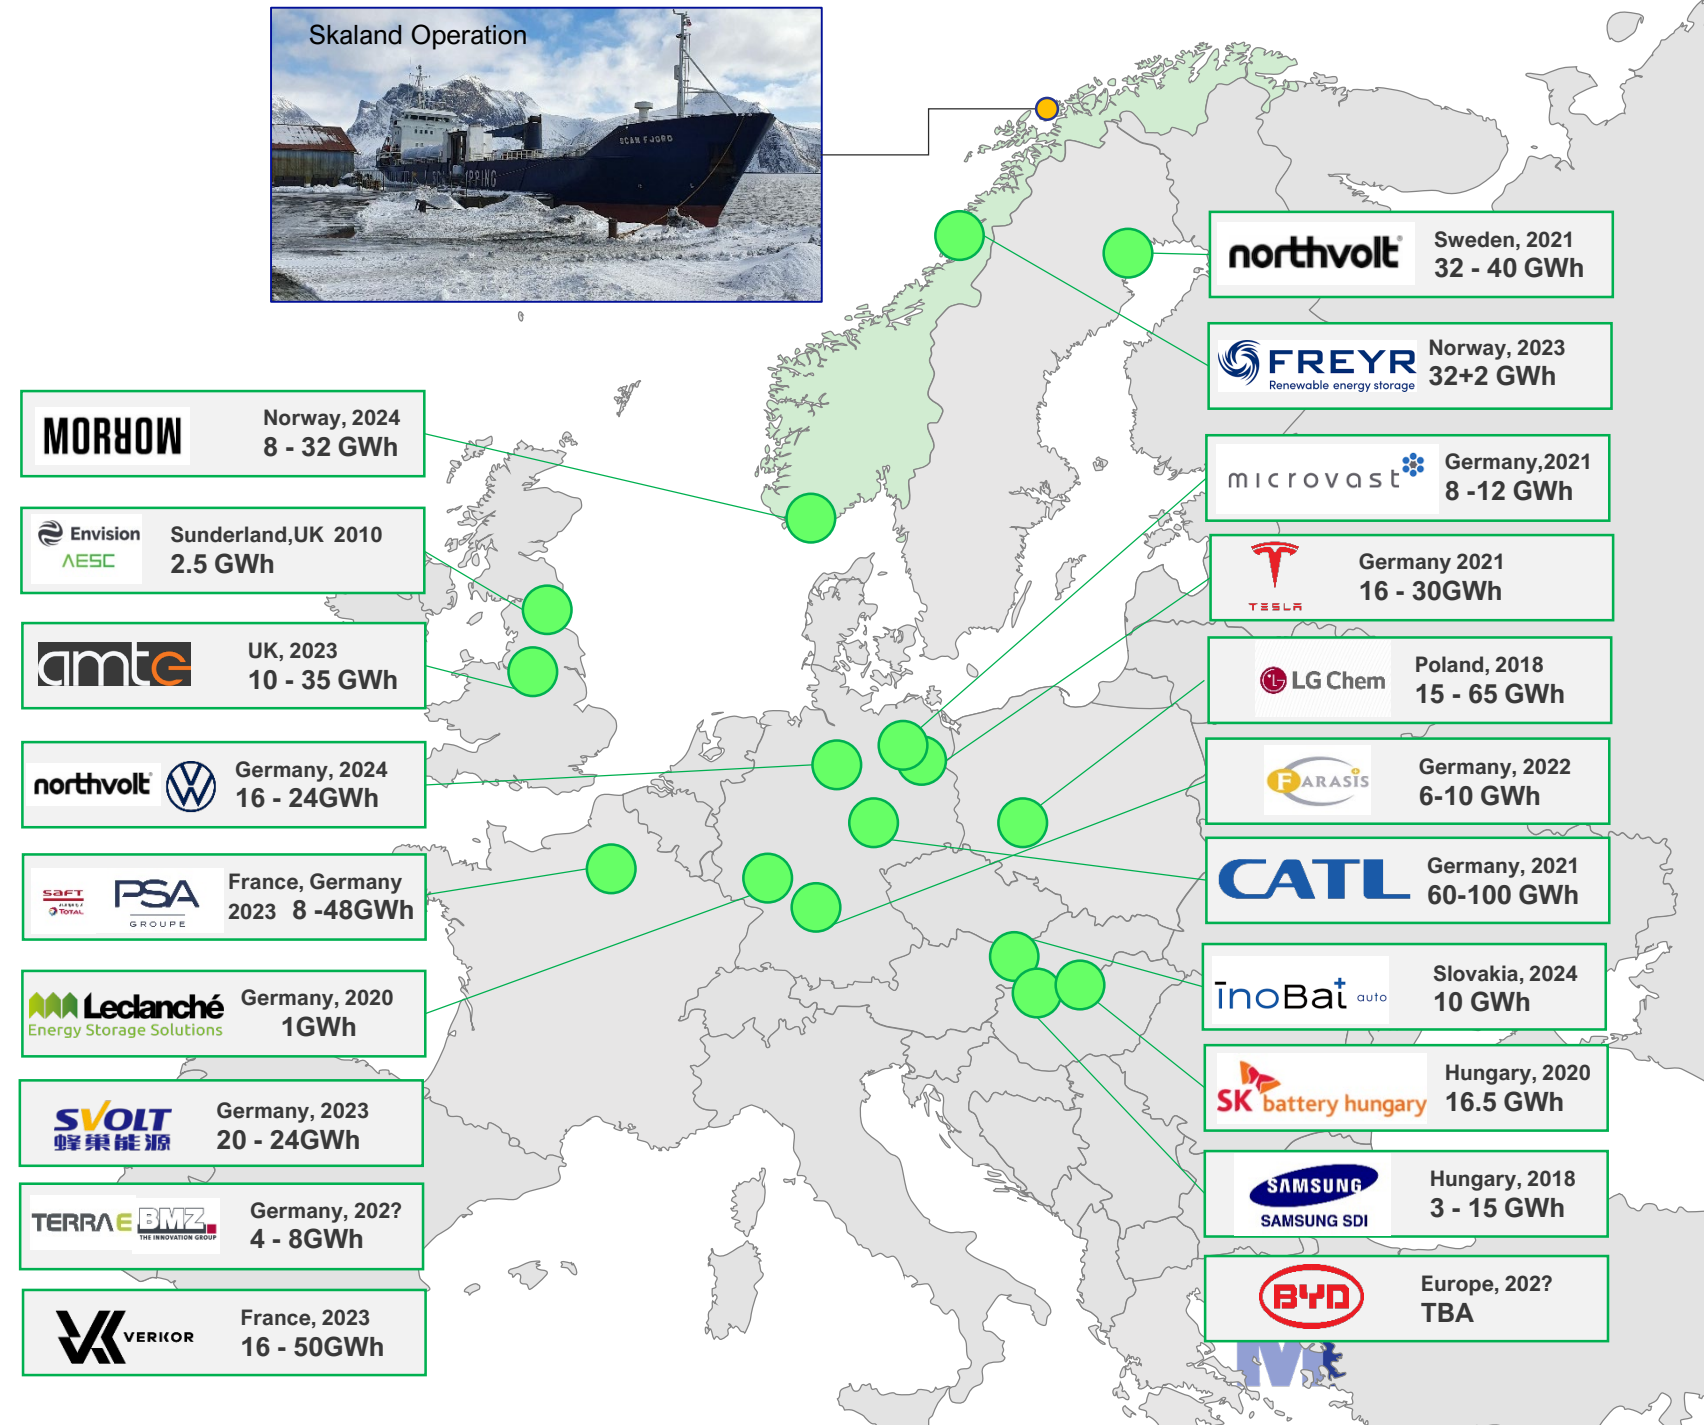 Skaland Operation
SCAN FJORD
northvolt
Sweden, 2021
32 - 40 GWh
FREYR
Renewable energy storage
Norway, 2023
32+2 GWh
MORROW
Norway, 2024
8 - 32 GWh
microvast
Germany,2021
8 -12 GWh
Envision
AESC
Sunderland,UK 2010
2.5 GWh
TESLA
Germany 2021
16 - 30GWh
amte
UK, 2023
10 - 35 GWh
LG Chem
Poland, 2018
15 - 65 GWh
northvolt
Germany, 2024
16 - 24GWh
FARASIS
Germany, 2022
6-10 GWh
saft
TOTAL
PSA
GROUPE
France, Germany
2023 8 -48GWh
CATL
Germany, 2021
60-100 GWh
Leclanché
Energy Storage Solutions
Germany, 2020
1GWh
inoBat auto
Slovakia, 2024
10 GWh
SVOLT
蜂巢能源
Germany, 2023
20 - 24GWh
SK battery hungary
Hungary, 2020
16.5 GWh
TERRA E
BMZ
THE INNOVATION GROUP
Germany, 202?
4 - 8GWh
SAMSUNG
SAMSUNG SDI
Hungary, 2018
3 - 15 GWh
VERKOR
France, 2023
16 - 50GWh
BYD
Europe, 202?
TBA